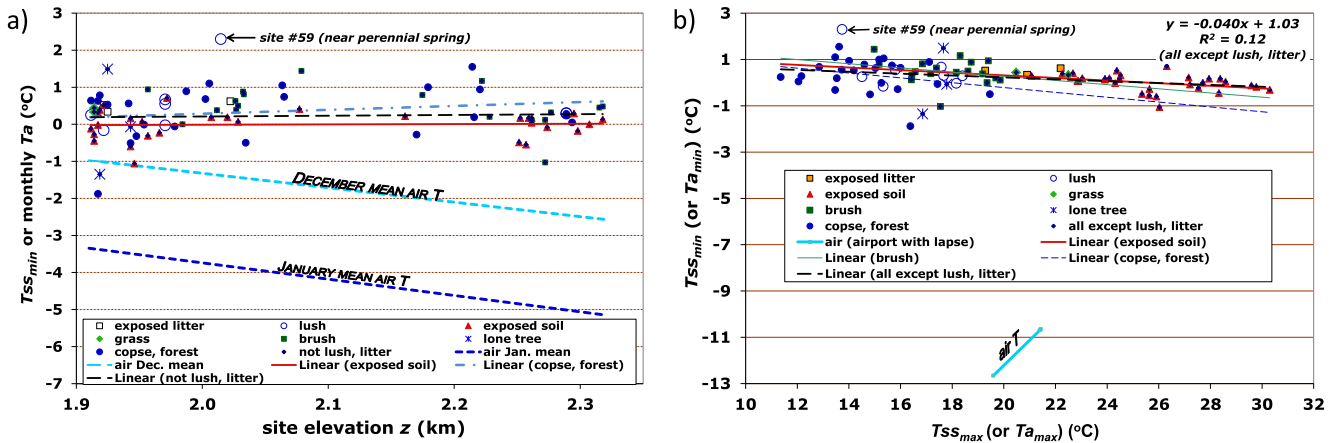 a)
Tss_min or monthly Ta (°C)
3
2
1
0
-1
-2
-3
-4
-5
-6
-7
site #59 (near perennial spring)
DECEMBER MEAN AIR T
JANUARY MEAN AIR T
exposed litter lush exposed soil
grass brush lone tree
copse, forest not lush, litter air Jan. mean
air Dec. mean Linear (exposed soil) Linear (copse, forest)
Linear (not lush, litter)
1.9 2.0 2.1 2.2 2.3
site elevation z (km)
b)
Tss_min (or Ta_min) (°C)
3
1
-1
-3
-5
-7
-9
-11
-13
site #59 (near perennial spring)
y = -0.040x + 1.03
R² = 0.12
(all except lush, litter)
exposed litter lush
exposed soil grass
brush lone tree
copse, forest all except lush, litter
air (airport with lapse) Linear (exposed soil)
Linear (brush) Linear (copse, forest)
Linear (all except lush, litter)
air T
10 12 14 16 18 20 22 24 26 28 30 32
Tss_max (or Ta_max) (°C)